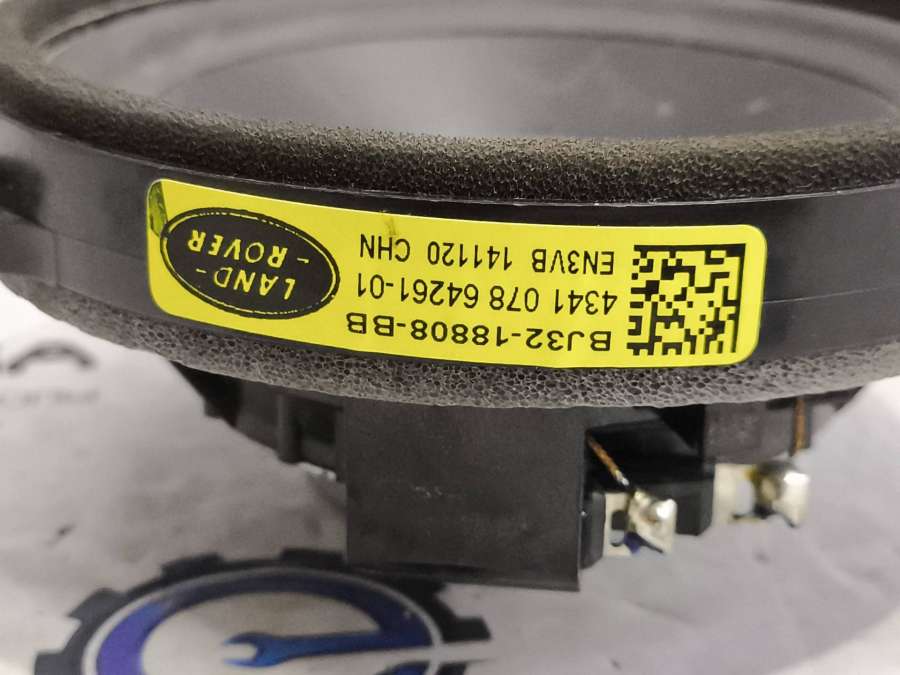 LAND-
-ROVER
BJ32-18808-BB
4341 078 64261-01
EN3VB 141120 CHN